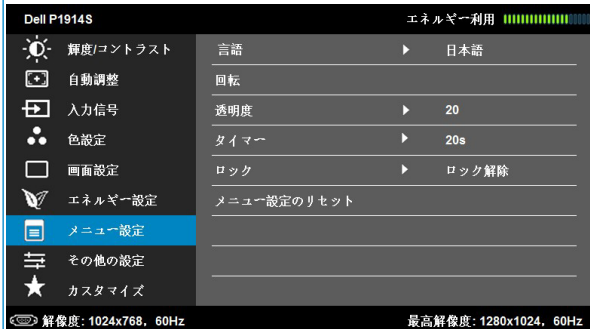 Dell P1914S エネルギー利用
輝度/コントラスト 言語 日本語
自動調整 回転
入力信号 透明度 20
色設定 タイマー 20s
画面設定 ロック ロック解除
エネルギー設定 メニュー設定のリセット
メニュー設定
その他の設定
カスタマイズ
解像度: 1024x768, 60Hz 最高解像度: 1280x1024, 60Hz